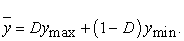 y̅ = Dy_max + (1 − D) y_min.